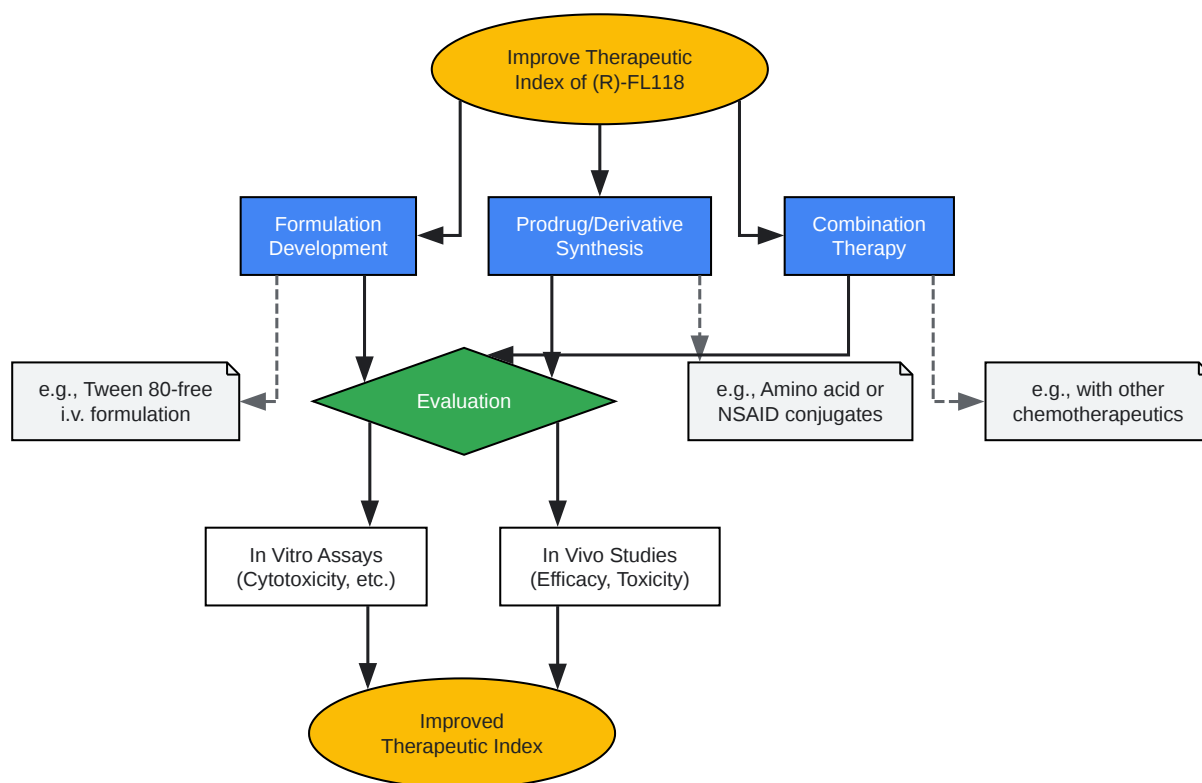 Improve Therapeutic
Index of (R)-FL118
Formulation
Development
Prodrug/Derivative
Synthesis
Combination
Therapy
e.g., Tween 80-free
i.v. formulation
Evaluation
e.g., Amino acid or
NSAID conjugates
e.g., with other
chemotherapeutics
In Vitro Assays
(Cytotoxicity, etc.)
In Vivo Studies
(Efficacy, Toxicity)
Improved
Therapeutic Index